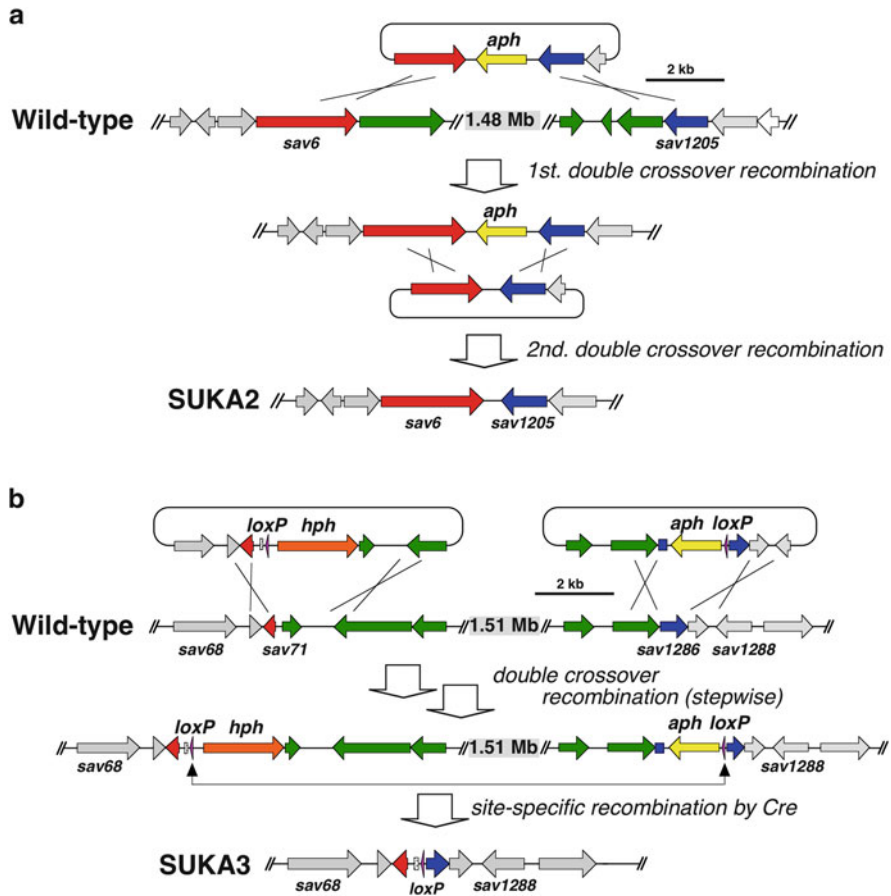 a
aph
2 kb
Wild-type // // 1.48 Mb // //
sav6 sav1205
1st. double crossover recombination
aph
// //
2nd. double crossover recombination
SUKA2 // //
sav6 sav1205
b
loxP hph aph loxP
2 kb
Wild-type // // 1.51 Mb // //
sav68 sav71 sav1286 sav1288
double crossover
recombination (stepwise)
loxP hph aph loxP
// // 1.51 Mb // //
sav68 sav1288
site-specific recombination by Cre
SUKA3 // //
sav68 loxP sav1288